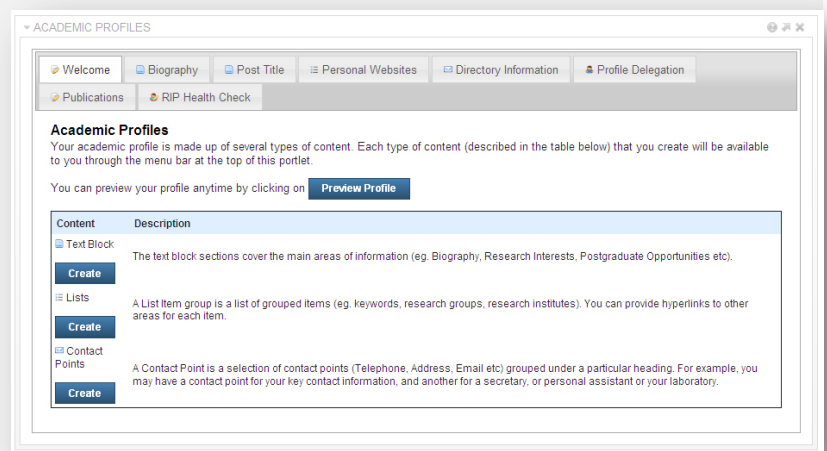 ACADEMIC PROFILES
Welcome Biography Post Title Personal Websites Directory Information Profile Delegation
Publications RIP Health Check
Academic Profiles
Your academic profile is made up of several types of content. Each type of content (described in the table below) that you create will be available
to you through the menu bar at the top of this portlet.
You can preview your profile anytime by clicking on Preview Profile
Content Description
Text Block
The text block sections cover the main areas of information (eg. Biography, Research Interests, Postgraduate Opportunities etc).
Create
Lists
A List Item group is a list of grouped items (eg. keywords, research groups, research institutes). You can provide hyperlinks to other
areas for each item.
Create
Contact
Points
A Contact Point is a selection of contact points (Telephone, Address, Email etc) grouped under a particular heading. For example, you
may have a contact point for your key contact information, and another for a secretary, or personal assistant or your laboratory.
Create